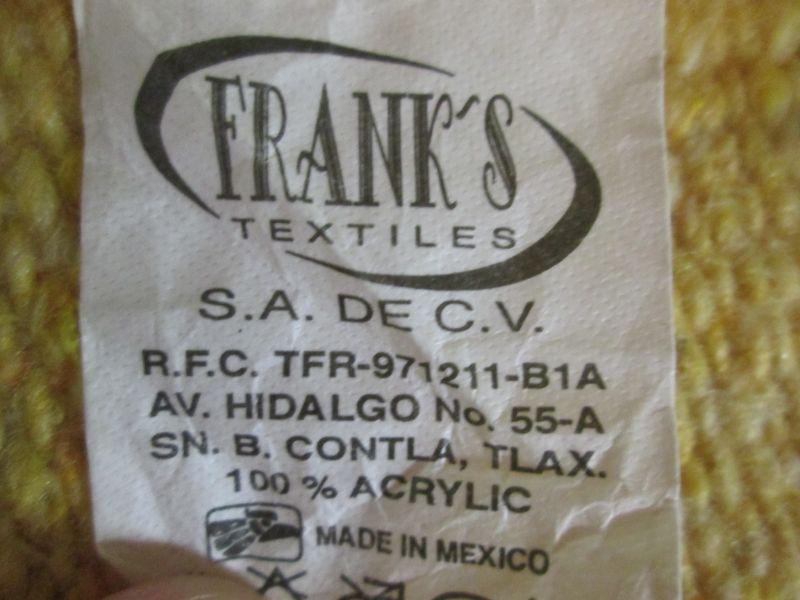 FRANK´S
TEXTILES
S.A. DE C.V.
R.F.C. TFR-971211-B1A
AV. HIDALGO No. 55-A
SN. B. CONTLA, TLAX.
100 % ACRYLIC
MADE IN MEXICO